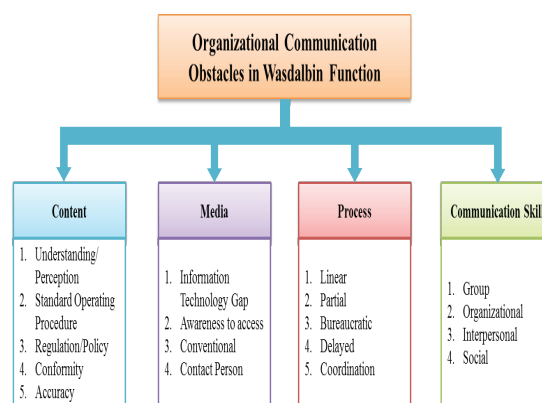 Organizational Communication
Obstacles in Wasdalbin Function
Content
1. Understanding/
Perception
2. Standard Operating
Procedure
3. Regulation/Policy
4. Conformity
5. Accuracy
Media
1. Information
Technology Gap
2. Awareness to access
3. Conventional
4. Contact Person
Process
1. Linear
2. Partial
3. Bureaucratic
4. Delayed
5. Coordination
Communication Skill
1. Group
2. Organizational
3. Interpersonal
4. Social